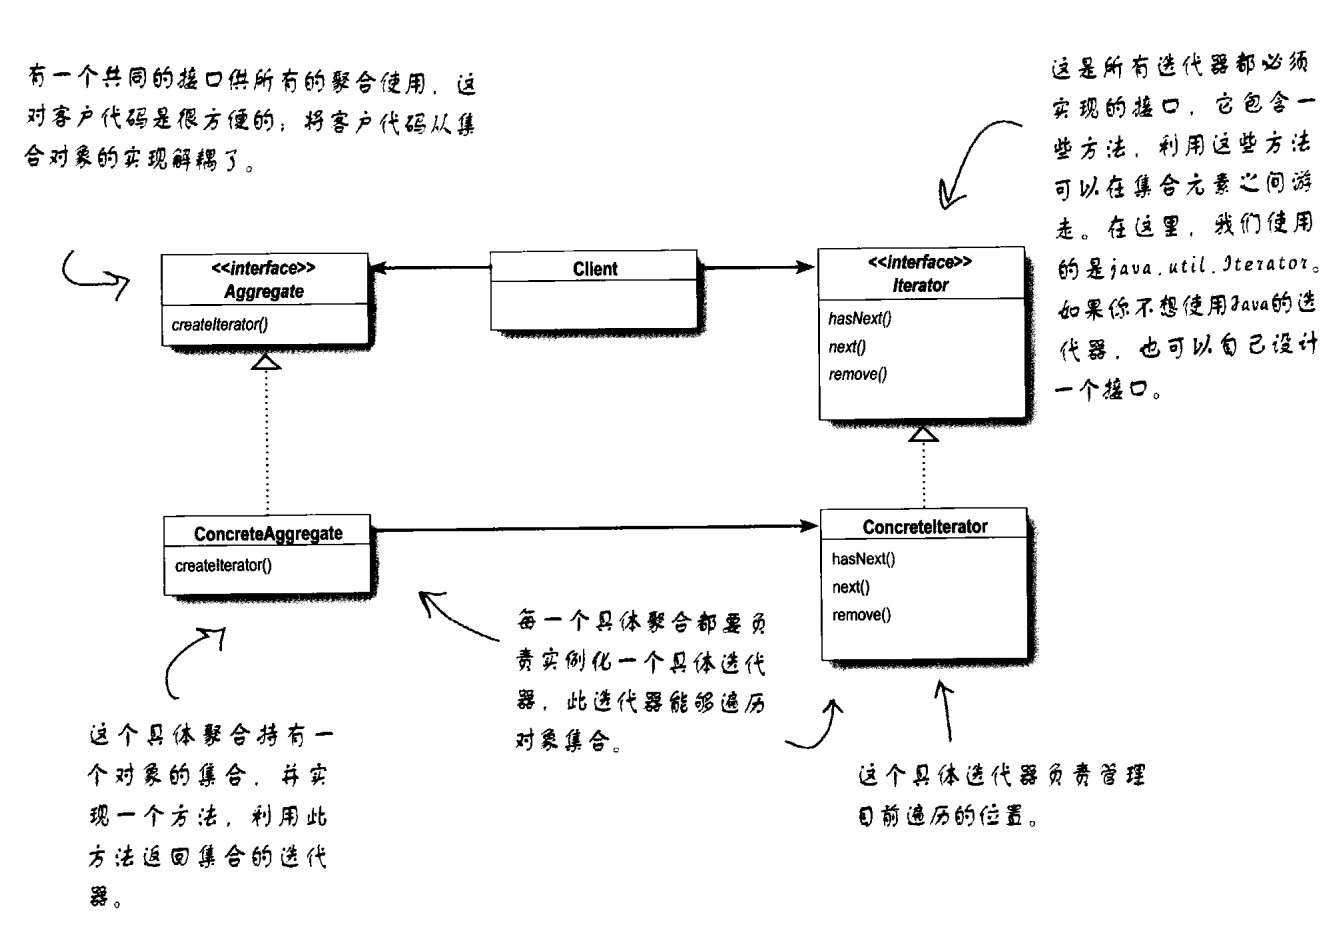 有一个共同的接口供所有的聚合使用，这
对客户代码是很方便的；将客户代码从集
合对象的实现解耦了。
这是所有迭代器都必须
实现的接口，它包含一
些方法，利用这些方法
可以在集合元素之间游
走。在这里，我们使用
的是java.util.Iterator。
如果你不想使用Java的迭
代器，也可以自己设计
一个接口。
<<interface>>
Aggregate
createIterator()
Client
<<interface>>
Iterator
hasNext()
next()
remove()
ConcreteAggregate
createIterator()
ConcreteIterator
hasNext()
next()
remove()
每一个具体聚合都要负
责实例化一个具体迭代
器，此迭代器能够遍历
对象集合。
这个具体聚合持有一
个对象的集合，并实
现一个方法，利用此
方法返回集合的迭代
器。
这个具体迭代器负责管理
目前遍历的位置。